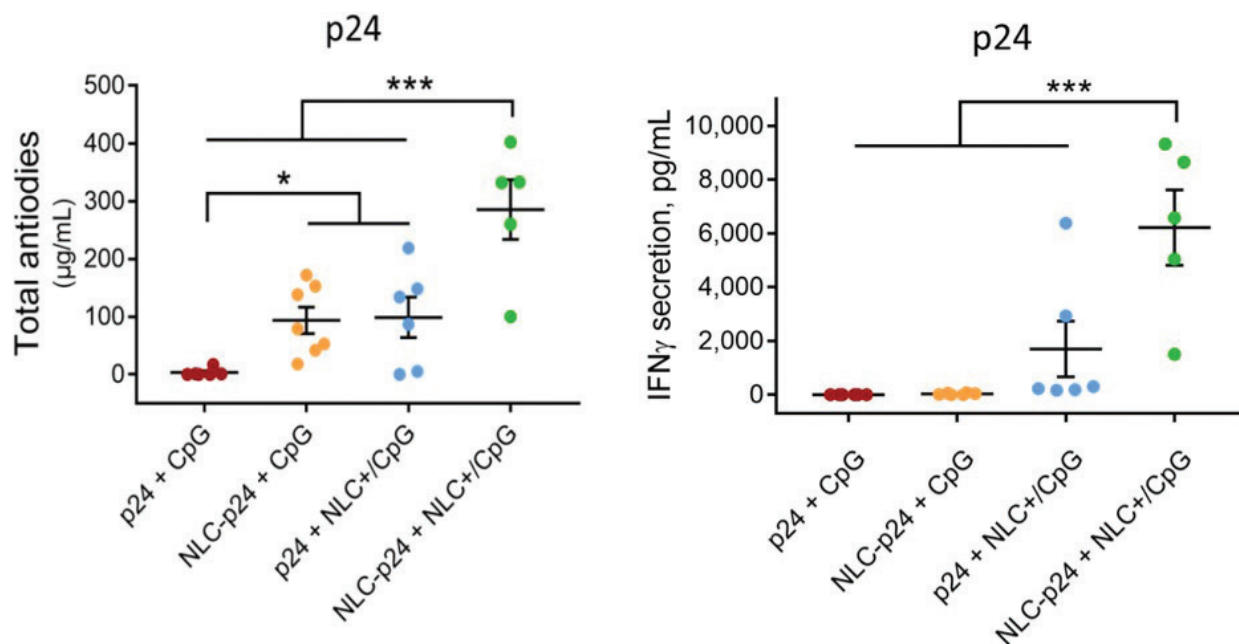 p24
Total antibodies
(µg/mL)
500
400
300
200
100
0
***
*
p24 + CpG
NLC-p24 + CpG
p24 + NLC+/CpG
NLC-p24 + NLC+/CpG
p24
IFNγ secretion, pg/mL
10,000
8,000
6,000
4,000
2,000
0
***
p24 + CpG
NLC-p24 + CpG
p24 + NLC+/CpG
NLC-p24 + NLC+/CpG